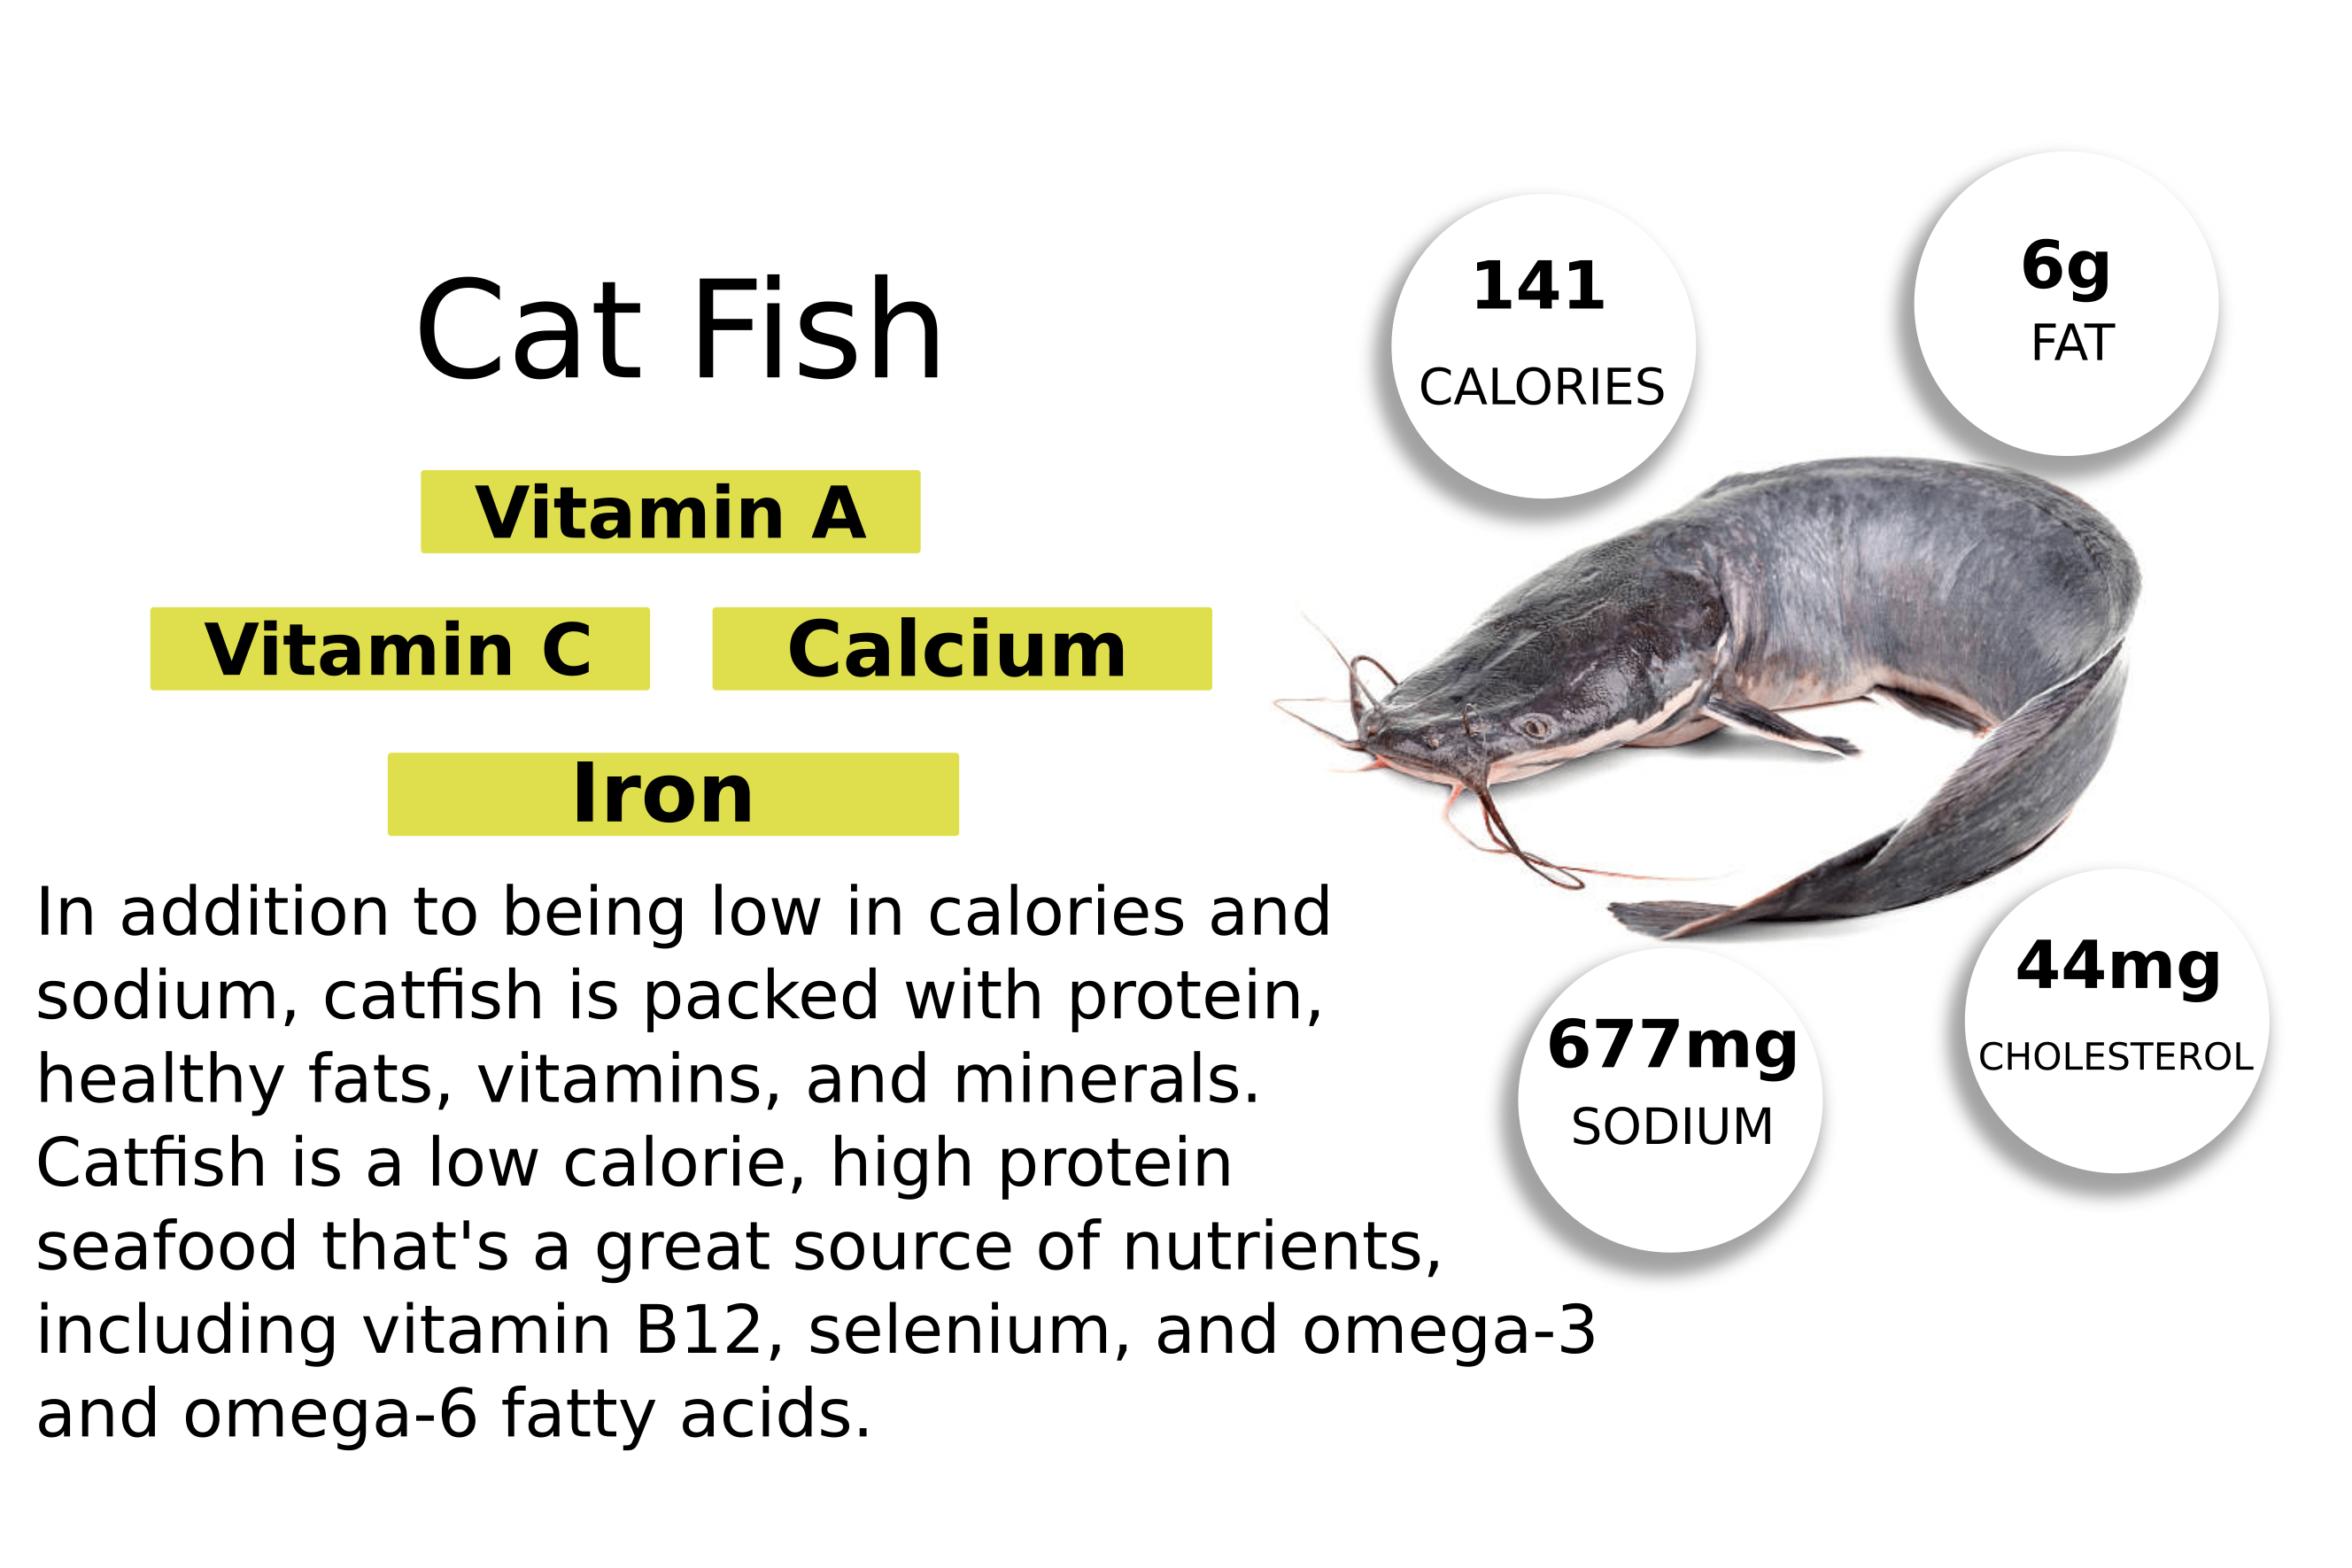 Cat Fish
Vitamin A
Vitamin C
Calcium
Iron
In addition to being low in calories and
sodium, catfish is packed with protein,
healthy fats, vitamins, and minerals.
Catfish is a low calorie, high protein
seafood that's a great source of nutrients,
including vitamin B12, selenium, and omega-3
and omega-6 fatty acids.
141
CALORIES
6g
FAT
677mg
SODIUM
44mg
CHOLESTEROL